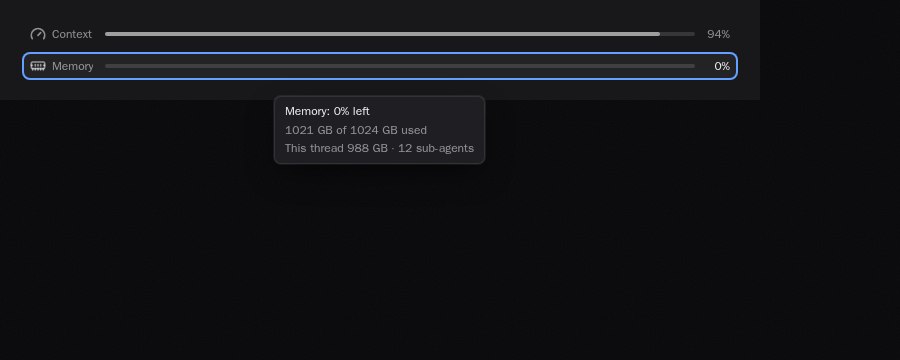 Context 94%
Memory 0%
Memory: 0% left
1021 GB of 1024 GB used
This thread 988 GB · 12 sub-agents